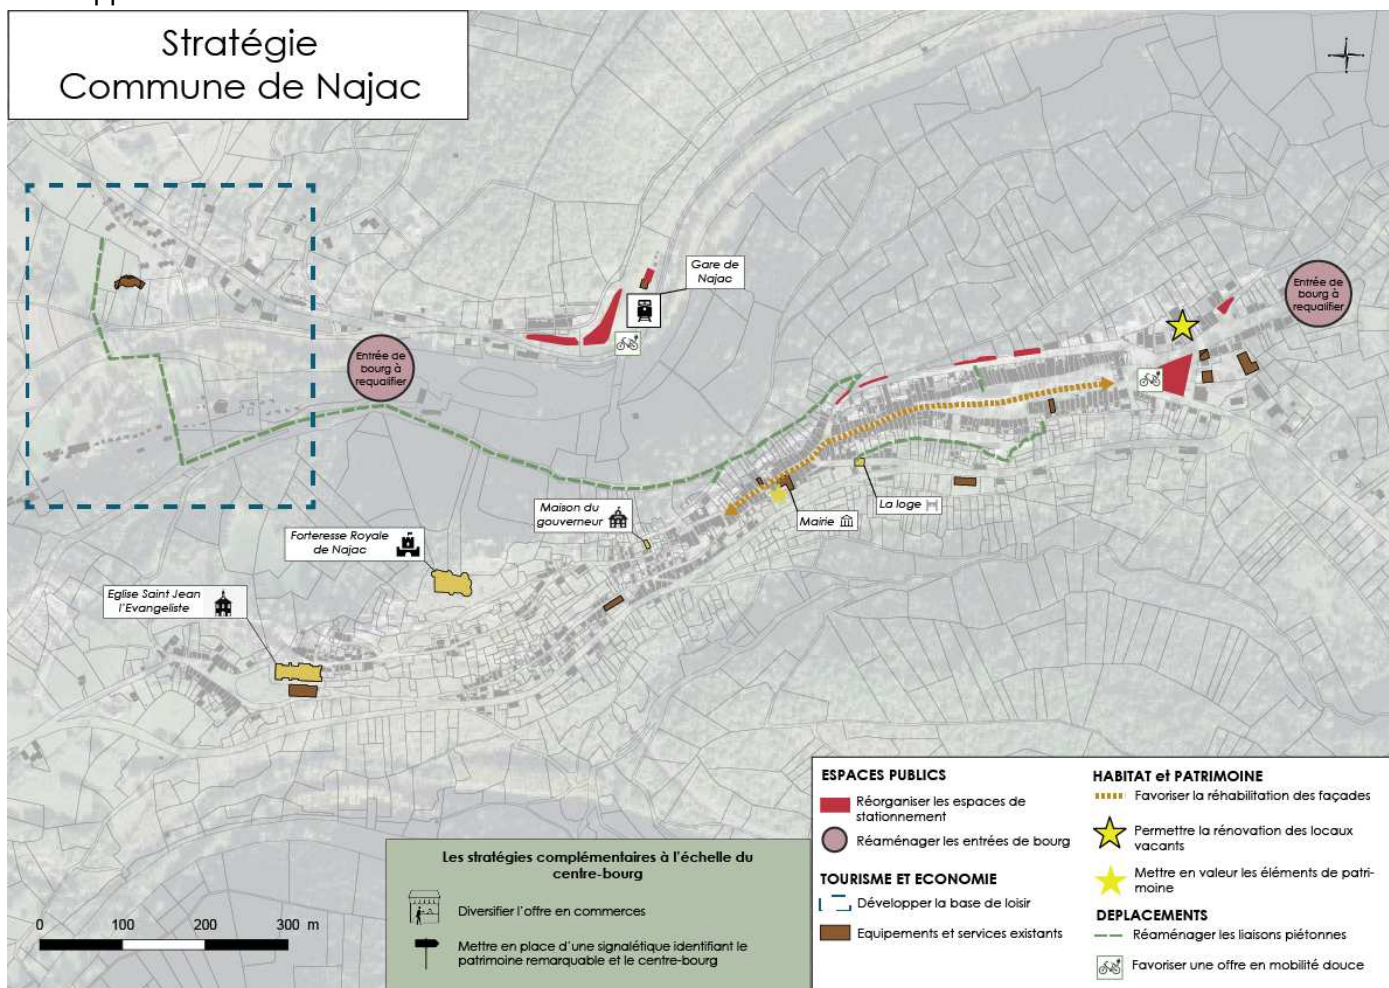 Stratégie
Commune de Najac
Gare de
Najac
Entrée de
bourg à
requalifier
Entrée de
bourg à
requalifier
Maison du
gouverneur
Mairie
La loge
Forteresse Royale
de Najac
Eglise Saint Jean
l'Evangeliste
0 100 200 300 m
Les stratégies complémentaires à l'échelle du
centre-bourg
Diversifier l'offre en commerces
Mettre en place d'une signalétique identifiant le
patrimoine remarquable et le centre-bourg
ESPACES PUBLICS
Réorganiser les espaces de
stationnement
Réaménager les entrées de bourg
TOURISME ET ECONOMIE
Développer la base de loisir
Equipements et services existants
HABITAT et PATRIMOINE
Favoriser la réhabilitation des façades
Permettre la rénovation des locaux
vacants
Mettre en valeur les éléments de patri-
moine
DEPLACEMENTS
Réaménager les liaisons piétonnes
Favoriser une offre en mobilité douce